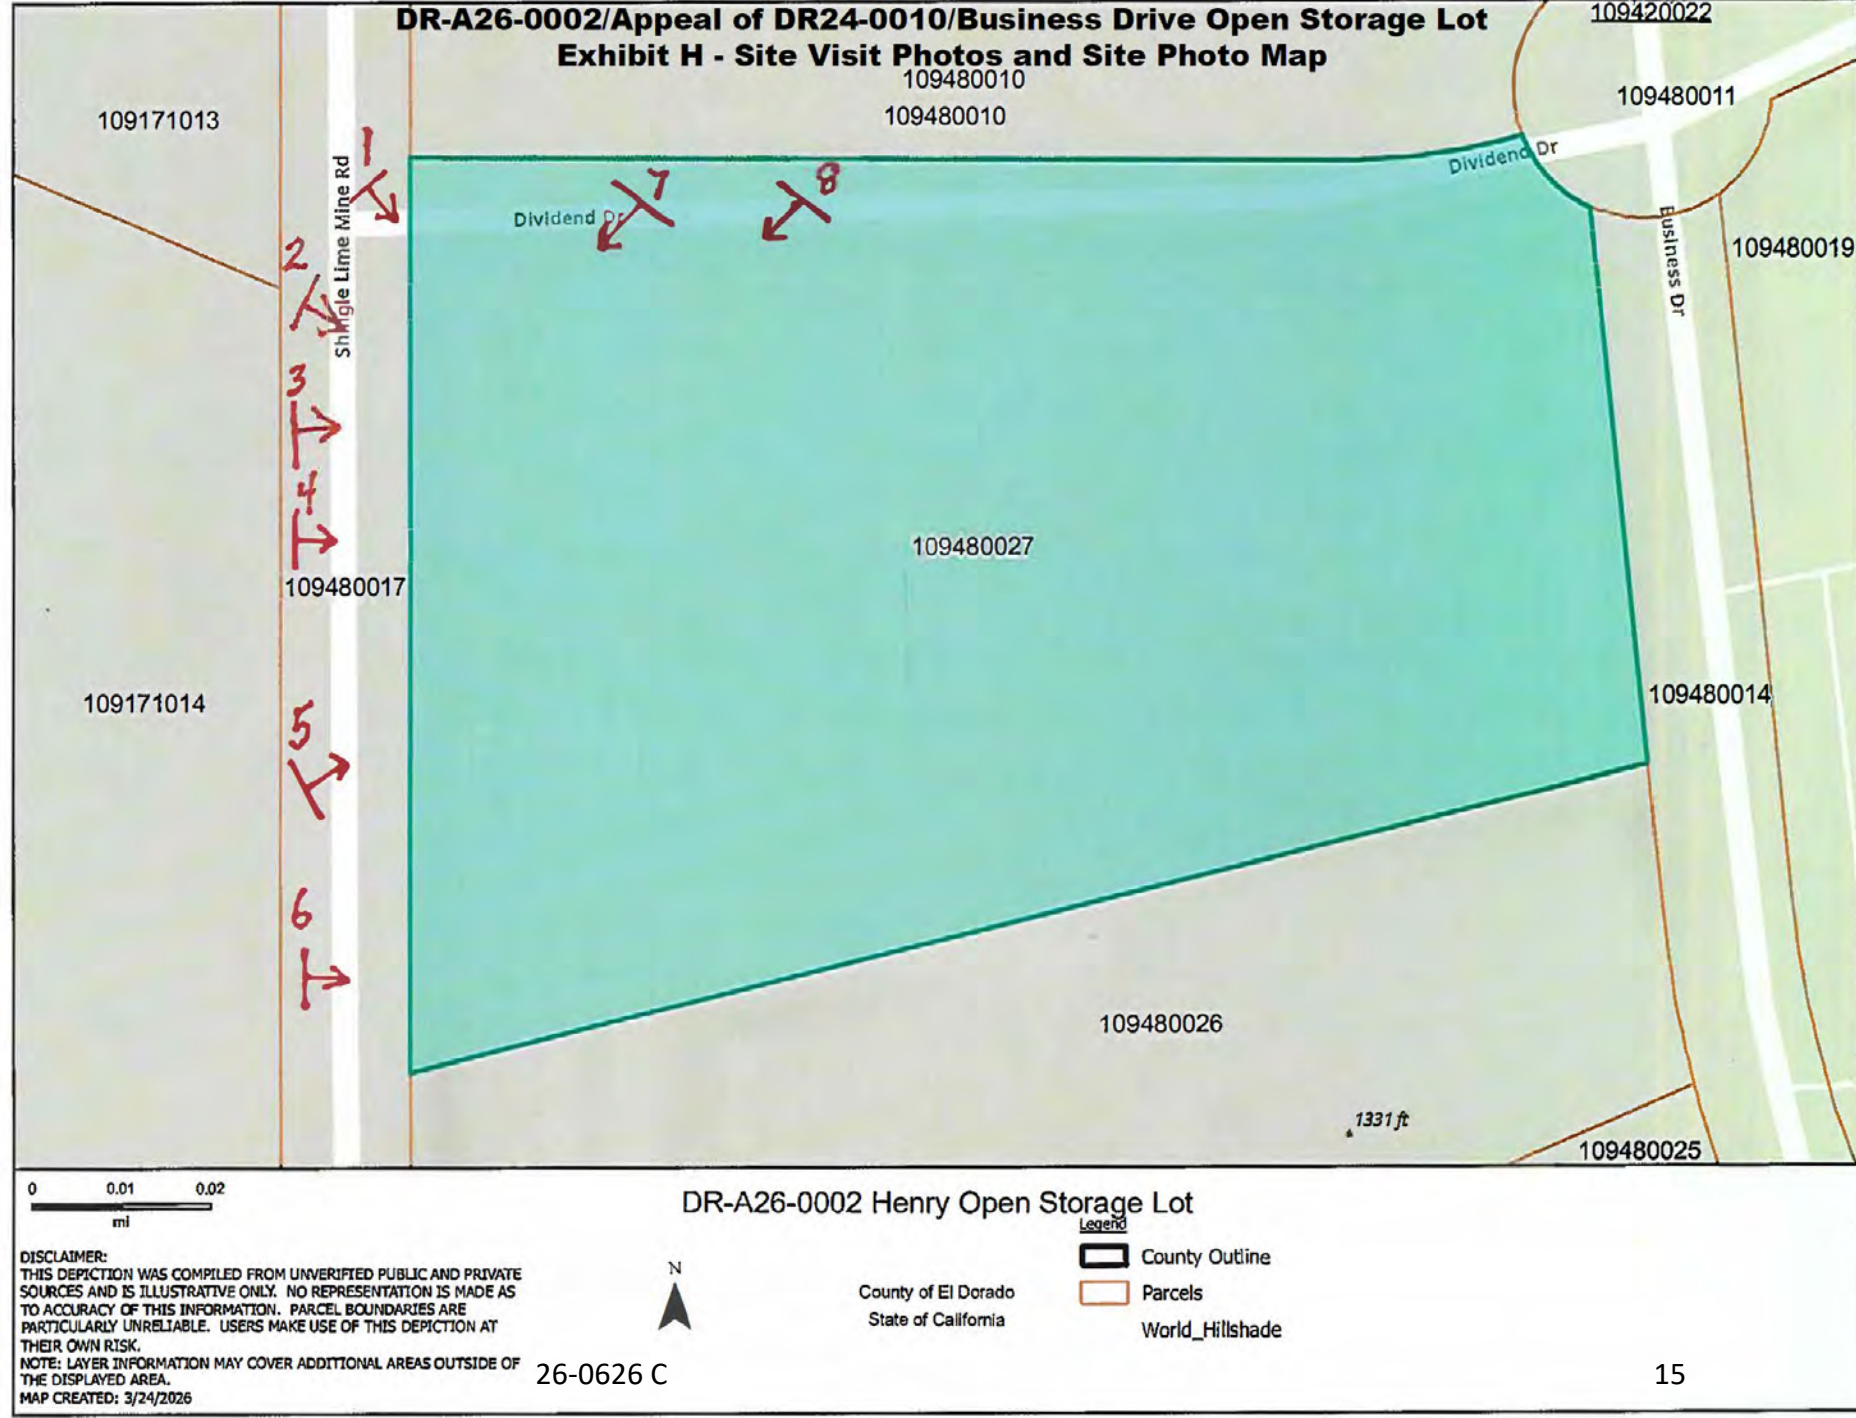 DR-A26-0002/Appeal of DR24-0010/Business Drive Open Storage Lot
Exhibit H - Site Visit Photos and Site Photo Map
109420022
109480010
109480010
109480011
109171013
1
Shingle Lime Mine Rd
Dividend Dr
7
8
Dividend Dr
Business Dr
109480019
2
3
4
109480017
109480027
109171014
5
109480014
6
109480026
1331 ft
109480025
0 0.01 0.02
mi
DR-A26-0002 Henry Open Storage Lot
Legend
County Outline
Parcels
World_Hillshade
N
County of El Dorado
State of California
DISCLAIMER:
THIS DEPICTION WAS COMPILED FROM UNVERIFIED PUBLIC AND PRIVATE
SOURCES AND IS ILLUSTRATIVE ONLY. NO REPRESENTATION IS MADE AS
TO ACCURACY OF THIS INFORMATION. PARCEL BOUNDARIES ARE
PARTICULARLY UNRELIABLE. USERS MAKE USE OF THIS DEPICTION AT
THEIR OWN RISK.
NOTE: LAYER INFORMATION MAY COVER ADDITIONAL AREAS OUTSIDE OF
THE DISPLAYED AREA.
MAP CREATED: 3/24/2026
26-0626 C
15